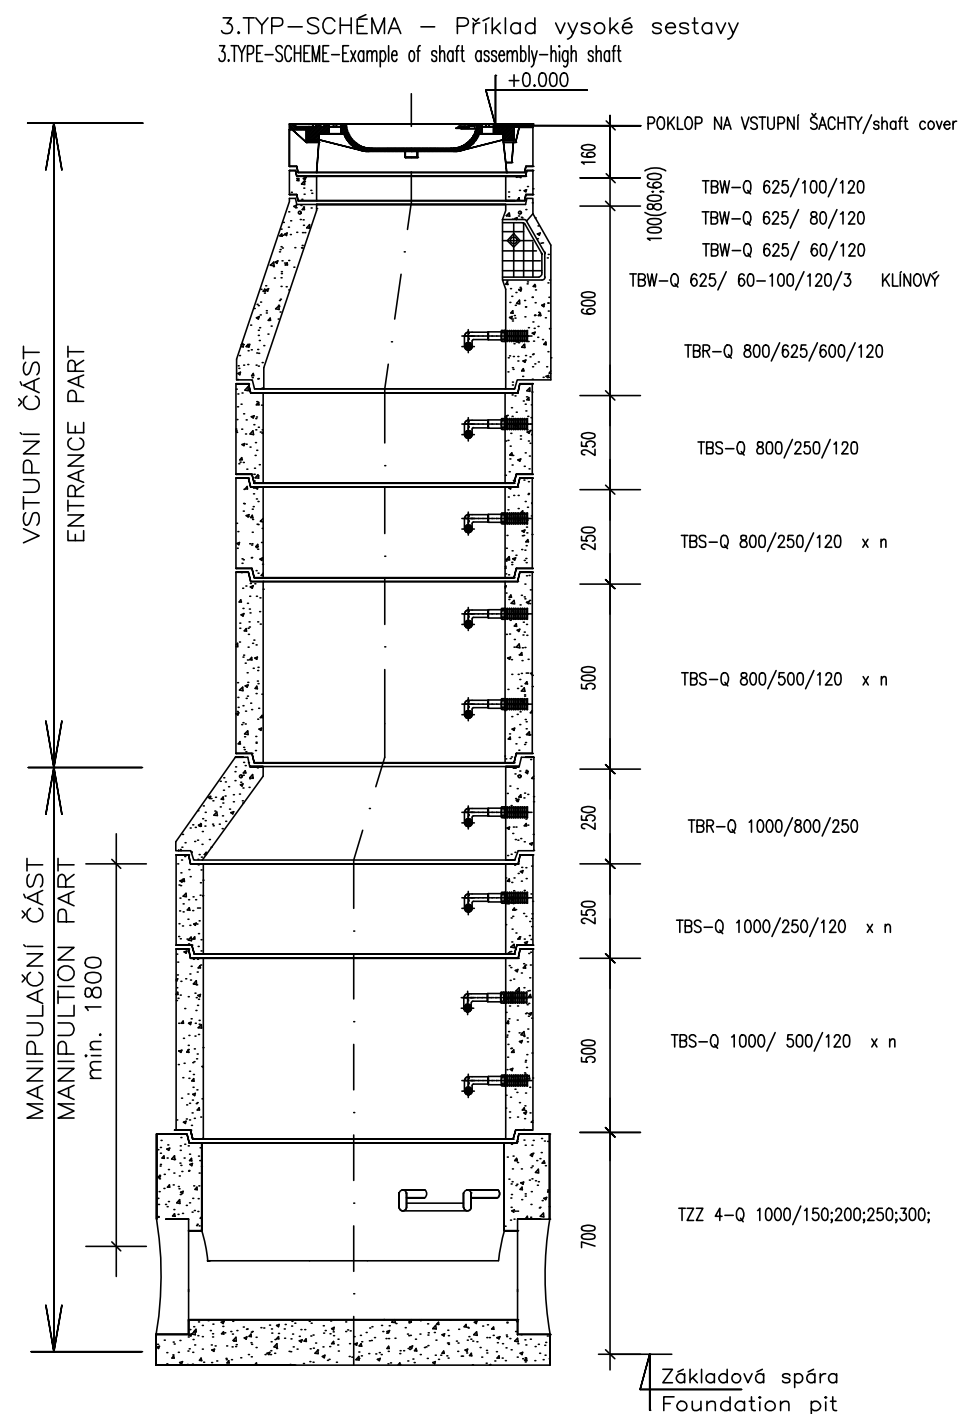 3.TYP-SCHÉMA - Příklad vysoké sestavy
3.TYPE-SCHEME-Example of shaft assembly-high shaft
+0.000
POKLOP NA VSTUPNÍ ŠACHTY/shaft cover
160
100(80;60)
TBW-Q 625/100/120
TBW-Q 625/ 80/120
TBW-Q 625/ 60/120
TBW-Q 625/ 60-100/120/3 KLÍNOVÝ
600
TBR-Q 800/625/600/120
VSTUPNÍ ČÁST
ENTRANCE PART
250
TBS-Q 800/250/120
250
TBS-Q 800/250/120 x n
500
TBS-Q 800/500/120 x n
250
TBR-Q 1000/800/250
MANIPULAČNÍ ČÁST
MANIPULTION PART
min. 1800
250
TBS-Q 1000/250/120 x n
500
TBS-Q 1000/ 500/120 x n
700
TZZ 4-Q 1000/150;200;250;300;
Základová spára
Foundation pit